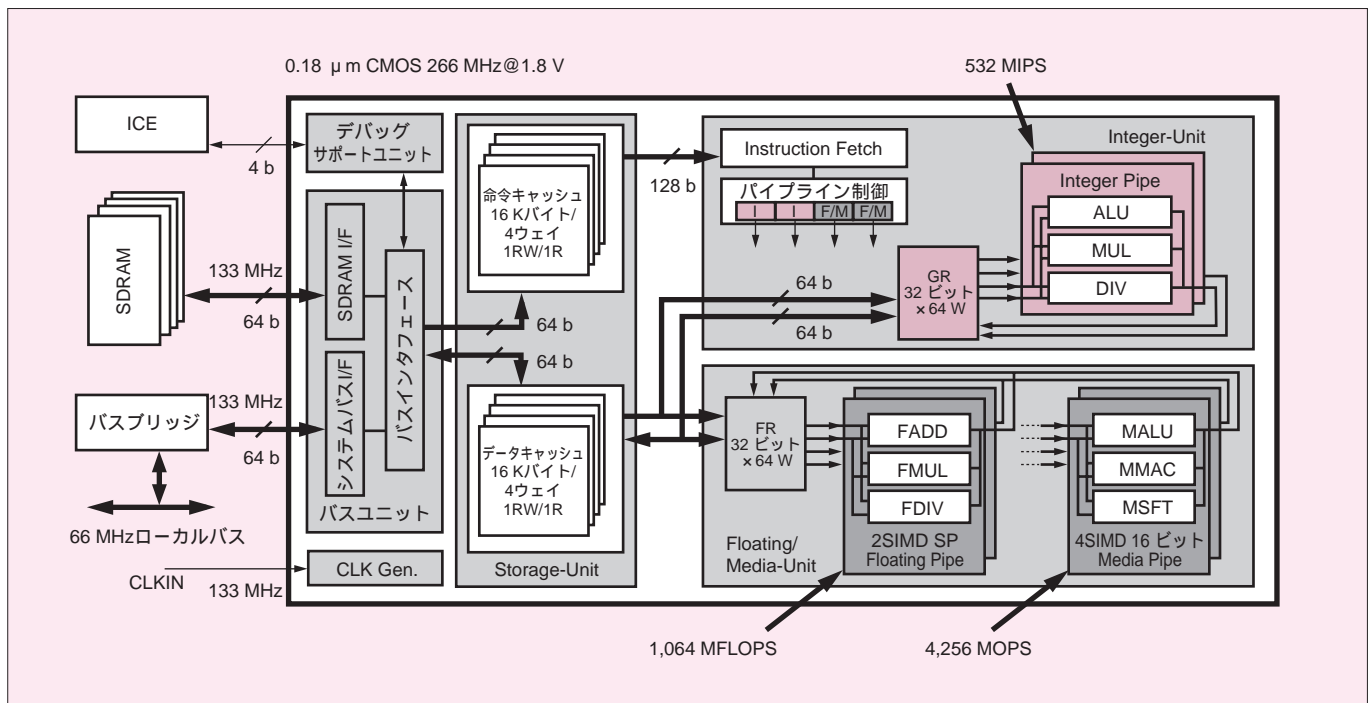 0.18 μm CMOS 266 MHz@1.8 V
532 MIPS
ICE
4 b
デバッグ
サポートユニット
SDRAM
133 MHz
64 b
SDRAM I/F
システムバスI/F
バスインタフェース
バスユニット
バスブリッジ
133 MHz
64 b
66 MHzローカルバス
CLKIN
133 MHz
CLK Gen.
命令キャッシュ
16 Kバイト/
4ウェイ
1RW/1R
64 b
64 b
データキャッシュ
16 Kバイト/
4ウェイ
1RW/1R
Storage-Unit
128 b
Instruction Fetch
パイプライン制御
I I F/M F/M
Integer-Unit
Integer Pipe
ALU
MUL
DIV
64 b
64 b
GR
32 ビット
×64 W
FR
32 ビット
×64 W
FADD
FMUL
FDIV
2SIMD SP
Floating Pipe
MALU
MMAC
MSFT
4SIMD 16 ビット
Media Pipe
Floating/
Media-Unit
1,064 MFLOPS
4,256 MOPS